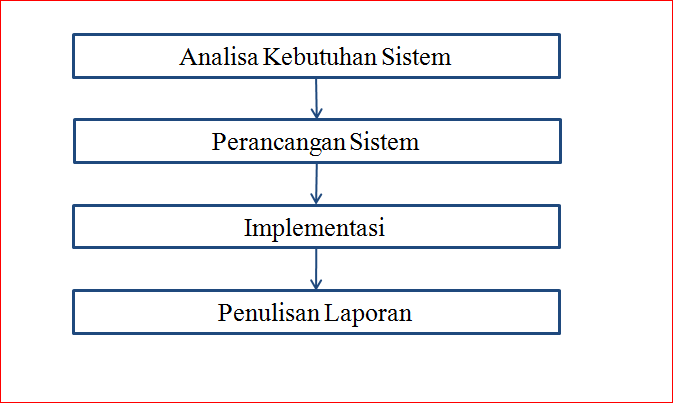 Analisa Kebutuhan Sistem
Perancangan Sistem
Implementasi
Penulisan Laporan